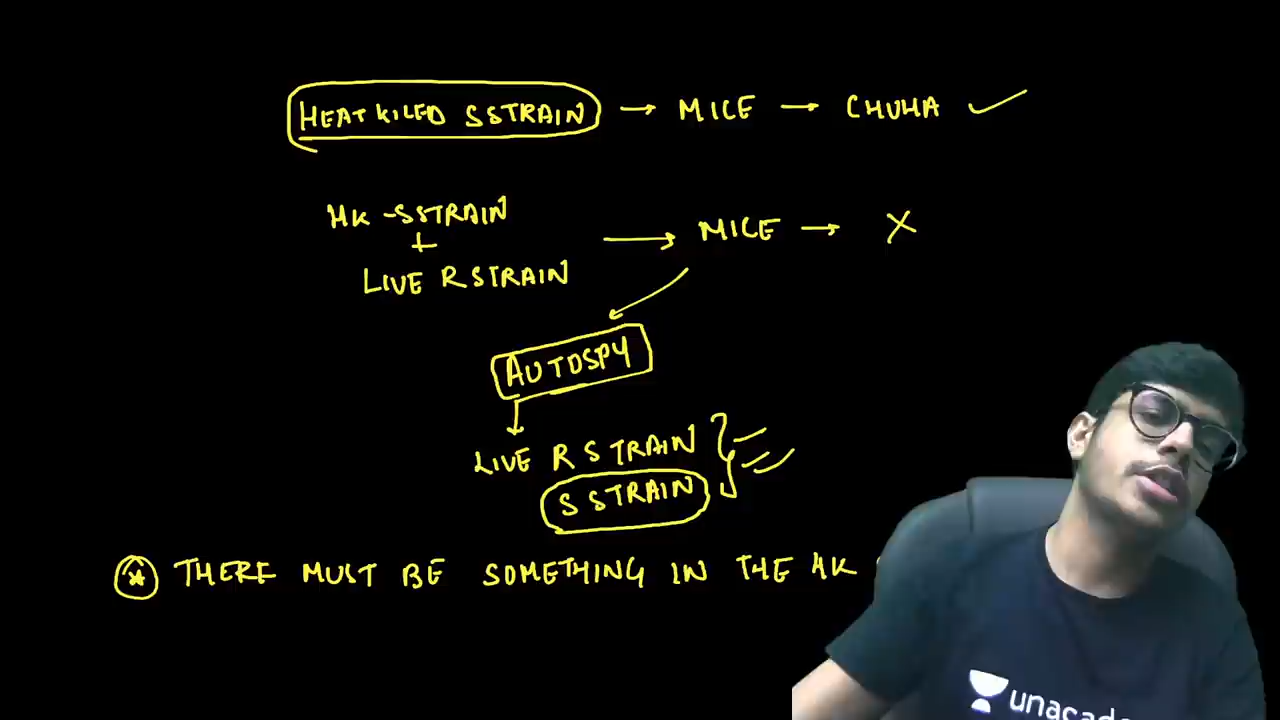 HEAT KILED S STRAIN → MICE → CHUHA ✓
HK - S STRAIN
+
LIVE R STRAIN → MICE → X
AUTOSPY
LIVE R STRAIN
S STRAIN
* THERE MUST BE SOMETHING IN THE HK
unacade